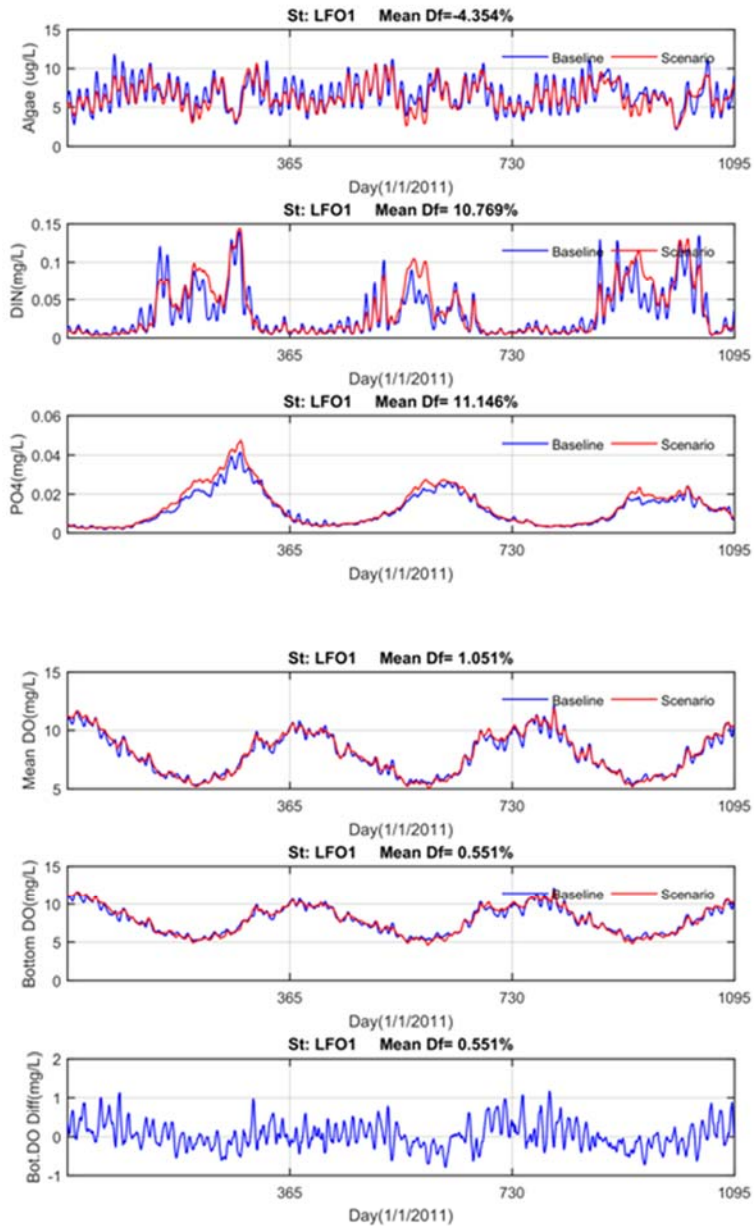 St: LFO1 Mean Df=-4.354%
15
10
5
0
Algae (ug/L)
Baseline Scenario
365 730 1095
Day(1/1/2011)
St: LFO1 Mean Df= 10.769%
0.15
0.1
0.05
0
DIN(mg/L)
Baseline Scenario
365 730 1095
Day(1/1/2011)
St: LFO1 Mean Df= 11.146%
0.06
0.04
0.02
0
PO4(mg/L)
Baseline Scenario
365 730 1095
Day(1/1/2011)
St: LFO1 Mean Df= 1.051%
15
10
5
Mean DO(mg/L)
Baseline Scenario
365 730 1095
Day(1/1/2011)
St: LFO1 Mean Df= 0.551%
15
10
5
0
Bottom DO(mg/L)
Baseline Scenario
365 730 1095
Day(1/1/2011)
St: LFO1 Mean Df= 0.551%
2
1
0
-1
Bot.DO Diff(mg/L)
365 730 1095
Day(1/1/2011)